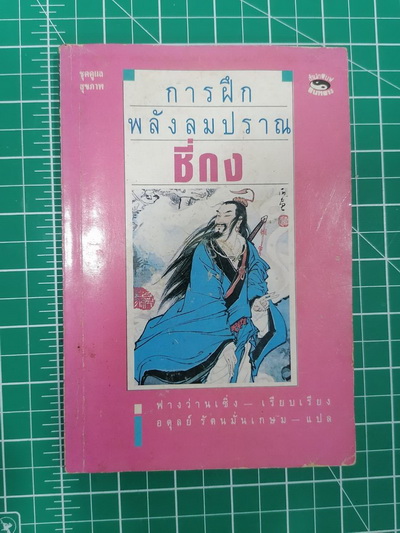 ชุดดูแล
สุขภาพ
การฝึก
พลังลมปราณ
ชี่กง
ฟางว่านเซิ่ง — เรียบเรียง
อดุลย์ รัตนมั่นเกษม — แปล